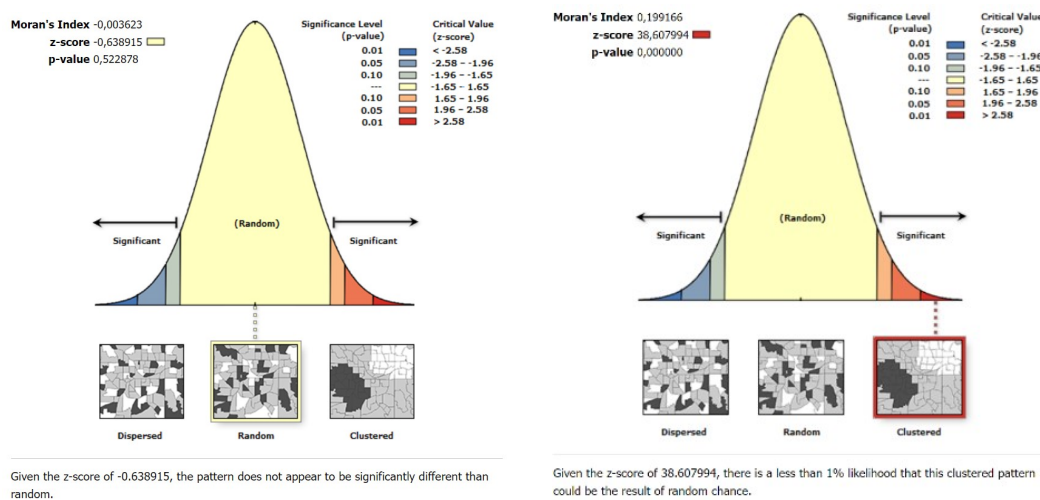 Moran's Index -0,003623
z-score -0,638915
p-value 0,522878
Significance Level
(p-value)
Critical Value
(z-score)
0.01 < -2.58
0.05 -2.58 – -1.96
0.10 -1.96 – -1.65
--- -1.65 – 1.65
0.10 1.65 – 1.96
0.05 1.96 – 2.58
0.01 > 2.58
(Random)
Significant
Significant
Dispersed
Random
Clustered
Given the z-score of -0.638915, the pattern does not appear to be significantly different than
random.
Moran's Index 0,199166
z-score 38,607994
p-value 0,000000
Significance Level
(p-value)
Critical Value
(z-score)
0.01 < -2.58
0.05 -2.58 – -1.96
0.10 -1.96 – -1.65
--- -1.65 – 1.65
0.10 1.65 – 1.96
0.05 1.96 – 2.58
0.01 > 2.58
(Random)
Significant
Significant
Dispersed
Random
Clustered
Given the z-score of 38.607994, there is a less than 1% likelihood that this clustered pattern
could be the result of random chance.